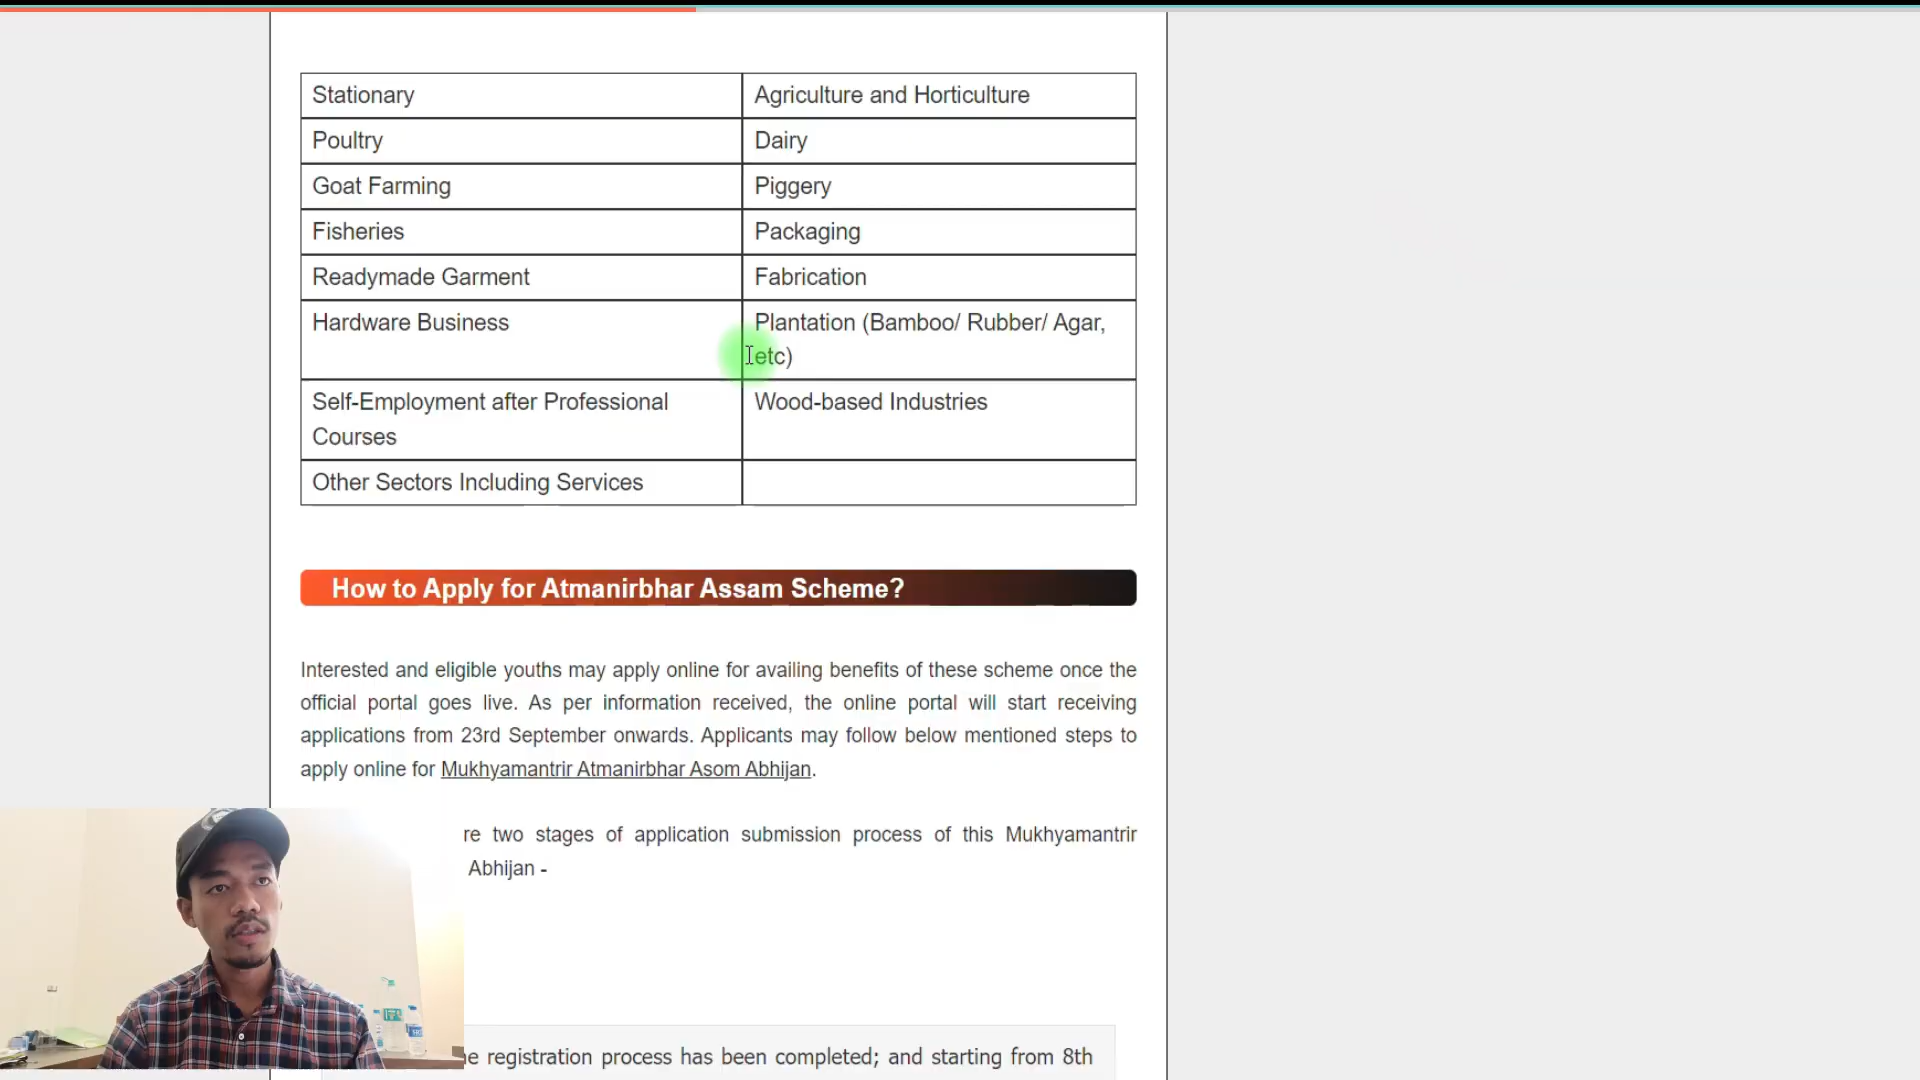 Stationary
Agriculture and Horticulture
Poultry
Dairy
Goat Farming
Piggery
Fisheries
Packaging
Readymade Garment
Fabrication
Hardware Business
Plantation (Bamboo/ Rubber/ Agar,
etc)
Self-Employment after Professional
Courses
Wood-based Industries
Other Sectors Including Services
How to Apply for Atmanirbhar Assam Scheme?
Interested and eligible youths may apply online for availing benefits of these scheme once the
official portal goes live. As per information received, the online portal will start receiving
applications from 23rd September onwards. Applicants may follow below mentioned steps to
apply online for Mukhyamantrir Atmanirbhar Asom Abhijan.
re two stages of application submission process of this Mukhyamantrir
Abhijan -
registration process has been completed; and starting from 8th